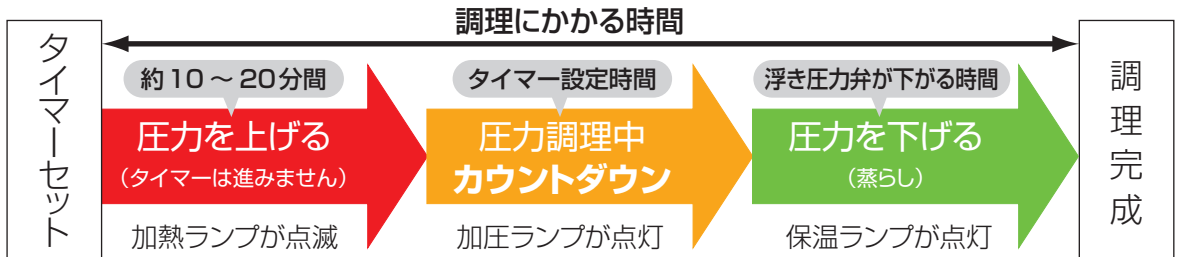 調理にかかる時間
タイマーセット
約10～20分間
圧力を上げる
（タイマーは進みません）
加熱ランプが点滅
タイマー設定時間
圧力調理中
カウントダウン
加圧ランプが点灯
浮き圧力弁が下がる時間
圧力を下げる
（蒸らし）
保温ランプが点灯
調理完成